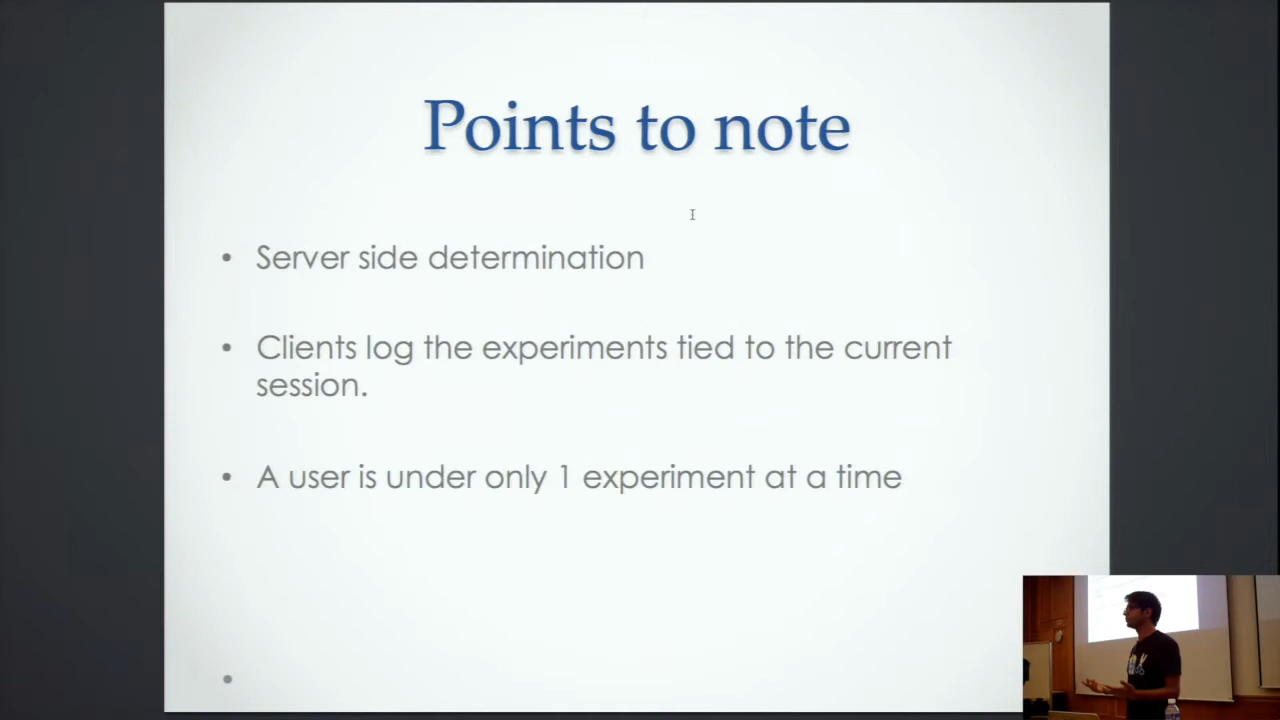 Points to note
• Server side determination
• Clients log the experiments tied to the current
session.
• A user is under only 1 experiment at a time
•